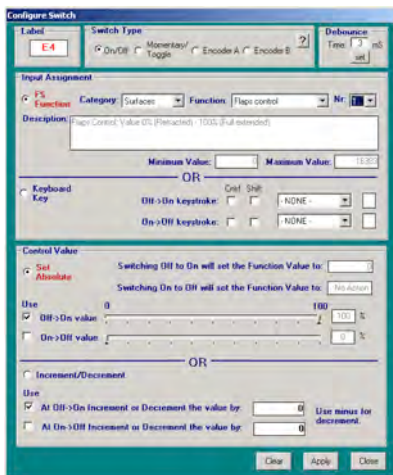 Configure Switch
Label
E4
Switch Type
On/Off Momentary/ Toggle Encoder A Encoder B ?
Debounce
Time: 3 mS
set
Input Assignment
FS Function Category: Surfaces Function: Flaps control Nr: 1
Desciption: Flaps Control; Value 0% (Retracted) - 100% (Full extended)
Minimum Value: 0 Maximum Value:
OR
Keyboard Key
Cntrl Shift
Off->On keystroke: - NONE -
On->Off keystroke: - NONE -
Control Value
Set Absolute
Switching Off to On will set the Function Value to: 0
Switching On to Off will set the Function Value to: No Action
Use 0 100
Off->On value 100 %
On->Off value 0 %
OR
Increment/Decrement
Use
At Off->On Increment or Decrement the value by: 0
At On->Off Increment or Decrement the value by: 0
Use minus for decrement.
Clear Apply Close